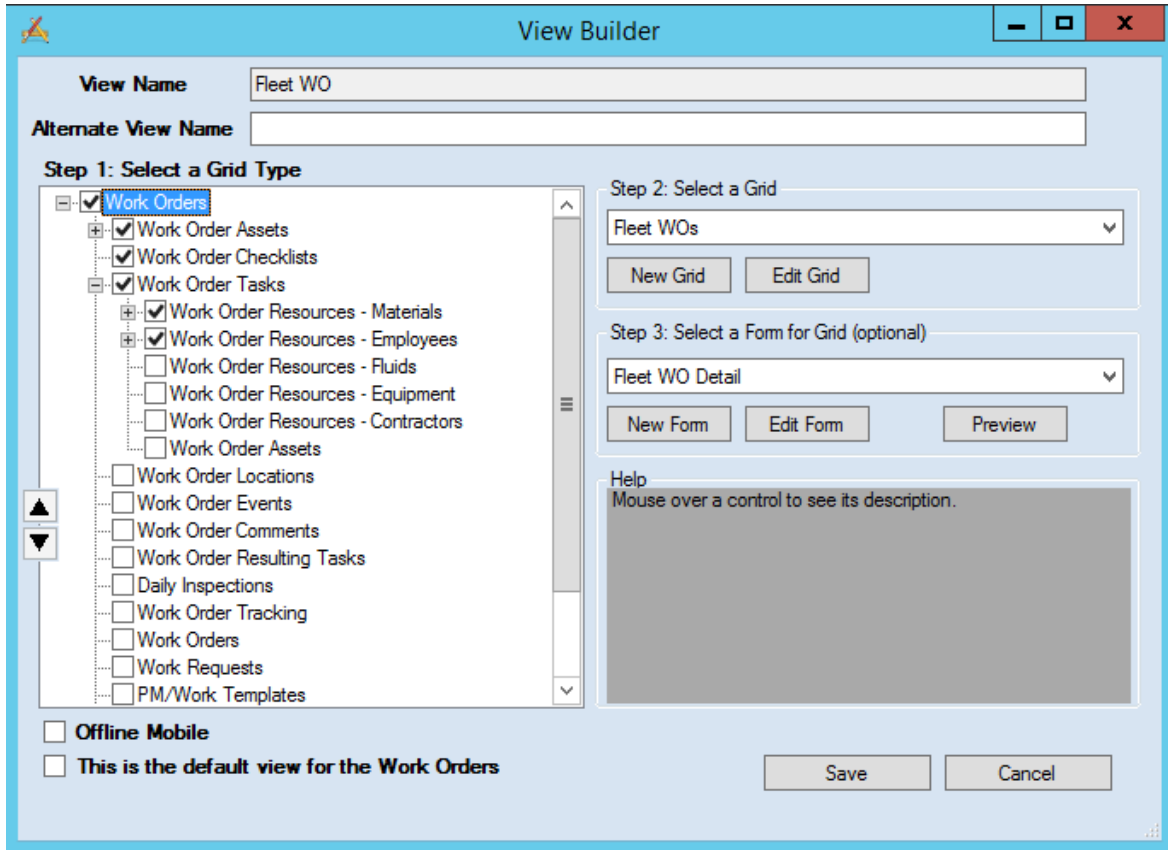 View Builder
X
View Name
Fleet WO
Alternate View Name
Step 1: Select a Grid Type
Work Orders
Work Order Assets
Work Order Checklists
Work Order Tasks
Work Order Resources - Materials
Work Order Resources - Employees
Work Order Resources - Fluids
Work Order Resources - Equipment
Work Order Resources - Contractors
Work Order Assets
Work Order Locations
Work Order Events
Work Order Comments
Work Order Resulting Tasks
Daily Inspections
Work Order Tracking
Work Orders
Work Requests
PM/Work Templates
Step 2: Select a Grid
Fleet WOs
New Grid Edit Grid
Step 3: Select a Form for Grid (optional)
Fleet WO Detail
New Form Edit Form Preview
Help
Mouse over a control to see its description.
Offline Mobile
This is the default view for the Work Orders
Save Cancel